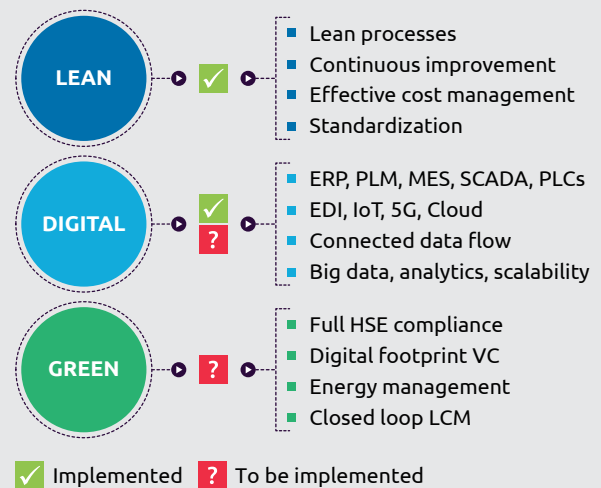 LEAN
Lean processes
Continuous improvement
Effective cost management
Standardization
DIGITAL
?
ERP, PLM, MES, SCADA, PLCs
EDI, IoT, 5G, Cloud
Connected data flow
Big data, analytics, scalability
GREEN
?
Full HSE compliance
Digital footprint VC
Energy management
Closed loop LCM
Implemented ? To be implemented